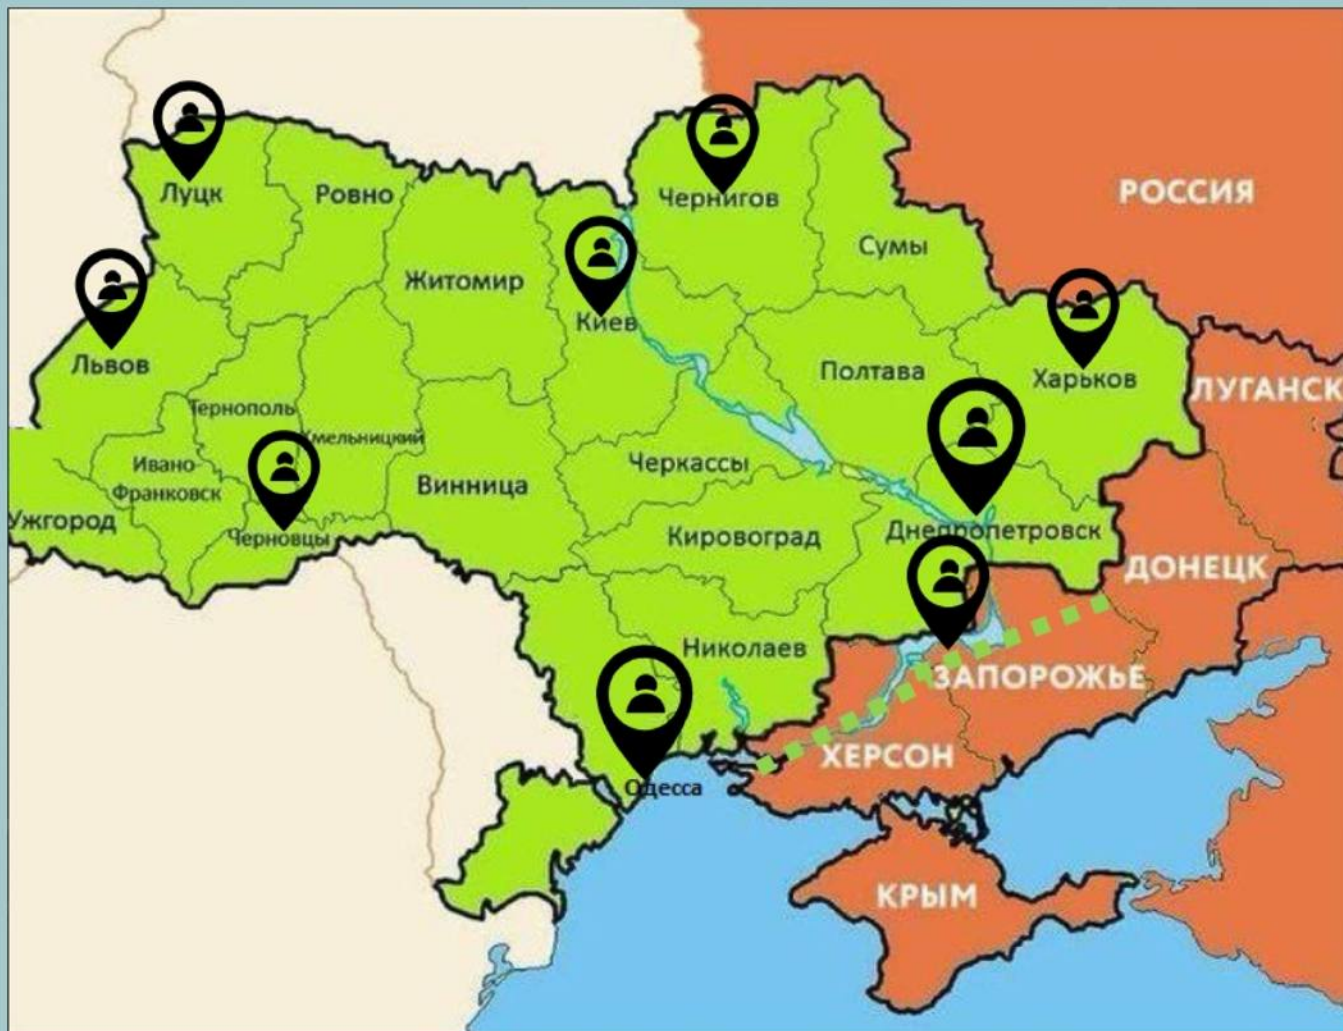 РОССИЯ
Луцк
Ровно
Чернигов
Сумы
Житомир
Киев
Львов
Полтава
Харьков
ЛУГАНСК
Тернополь
Хмельницкий
Ивано-
Франковск
Винница
Черкассы
Ужгород
Черновцы
Кировоград
Днепропетровск
ДОНЕЦК
Николаев
ЗАПОРОЖЬЕ
ХЕРСОН
Одесса
КРЫМ